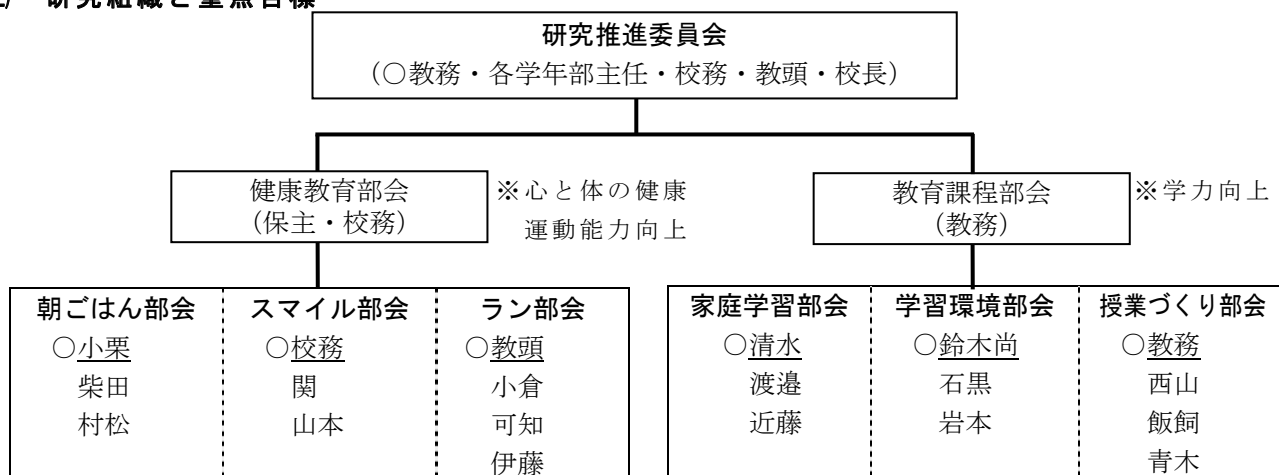 研究組織と重点目標
研究推進委員会
(○教務・各学年部主任・校務・教頭・校長)
健康教育部会
(保主・校務)
※心と体の健康
運動能力向上
教育課程部会
(教務)
※学力向上
朝ごはん部会 スマイル部会 ラン部会
○小栗 ○校務 ○教頭
柴田 関 小倉
村松 山本 可知
伊藤
家庭学習部会 学習環境部会 授業づくり部会
○清水 ○鈴木尚 ○教務
渡邉 石黒 西山
近藤 岩本 飯飼
青木